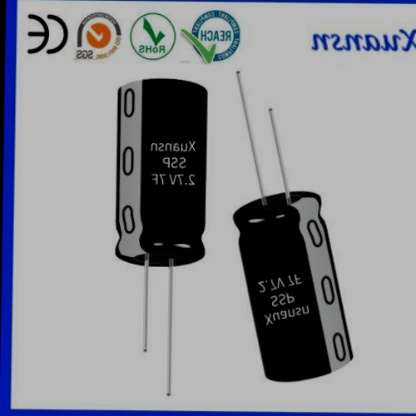 Xuansn
REACH
RoHS
SGS
CE
Xuansn
SSP
2.7V 7F
2.7V 7F
SSP
Xuansn